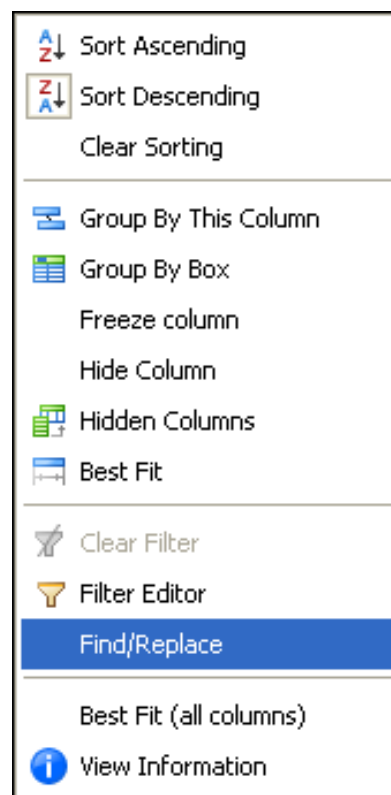 Sort Ascending
Sort Descending
Clear Sorting
Group By This Column
Group By Box
Freeze column
Hide Column
Hidden Columns
Best Fit
Clear Filter
Filter Editor
Find/Replace
Best Fit (all columns)
View Information